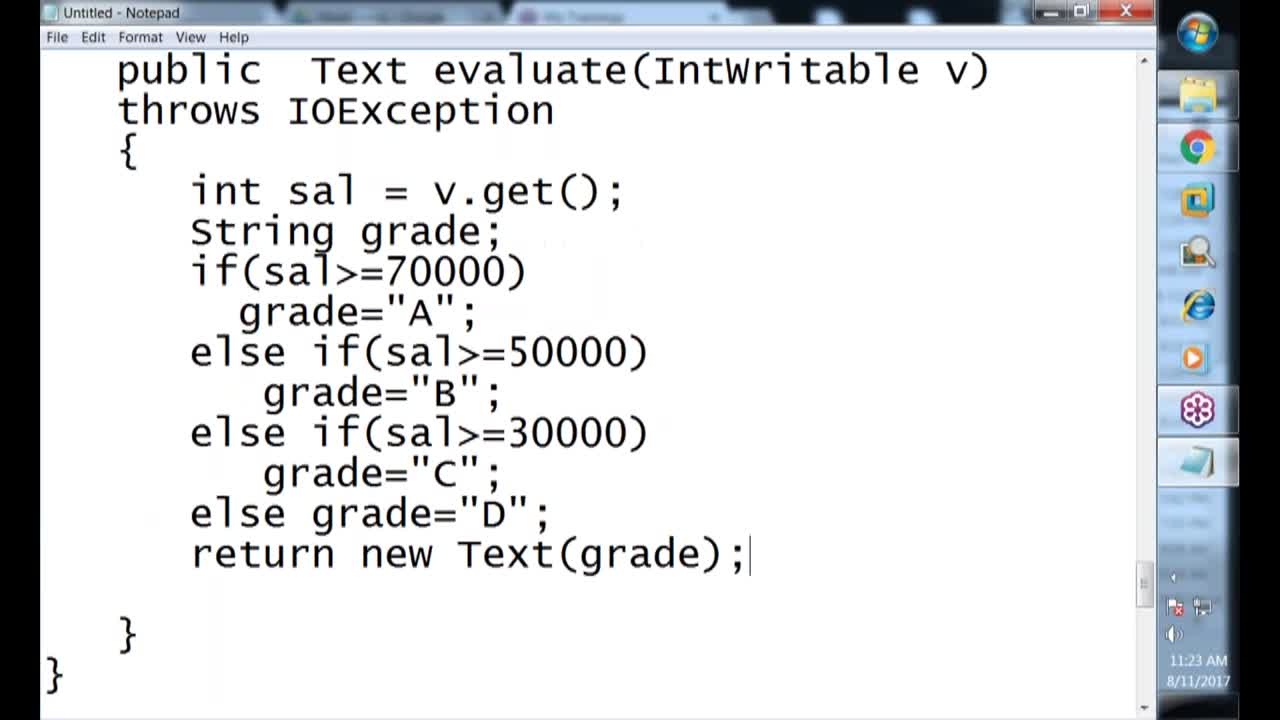 Untitled - Notepad
File Edit Format View Help
public Text evaluate(IntWritable v)
throws IOException
{
int sal = v.get();
String grade;
if(sal>=70000)
grade="A";
else if(sal>=50000)
grade="B";
else if(sal>=30000)
grade="C";
else grade="D";
return new Text(grade);
}
}
11:23 AM
8/11/2017